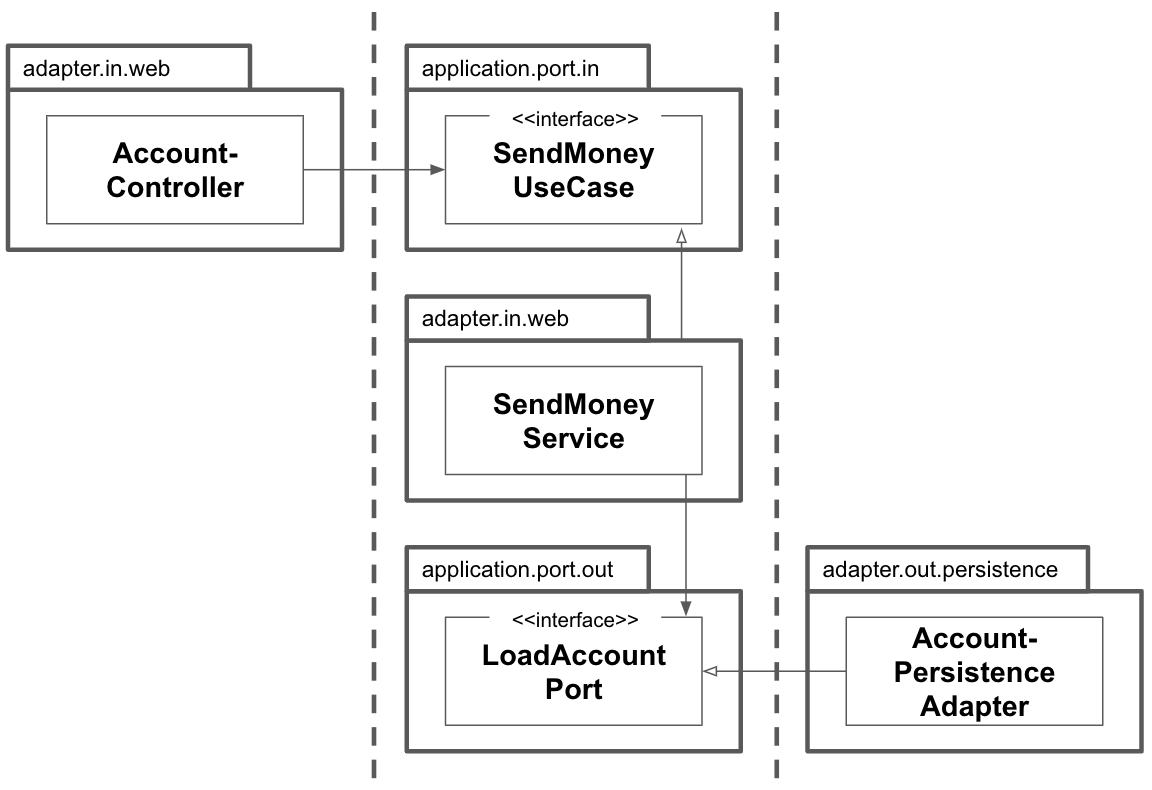 adapter.in.web
Account-
Controller
application.port.in
<<interface>>
SendMoney
UseCase
adapter.in.web
SendMoney
Service
application.port.out
<<interface>>
LoadAccount
Port
adapter.out.persistence
Account-
Persistence
Adapter